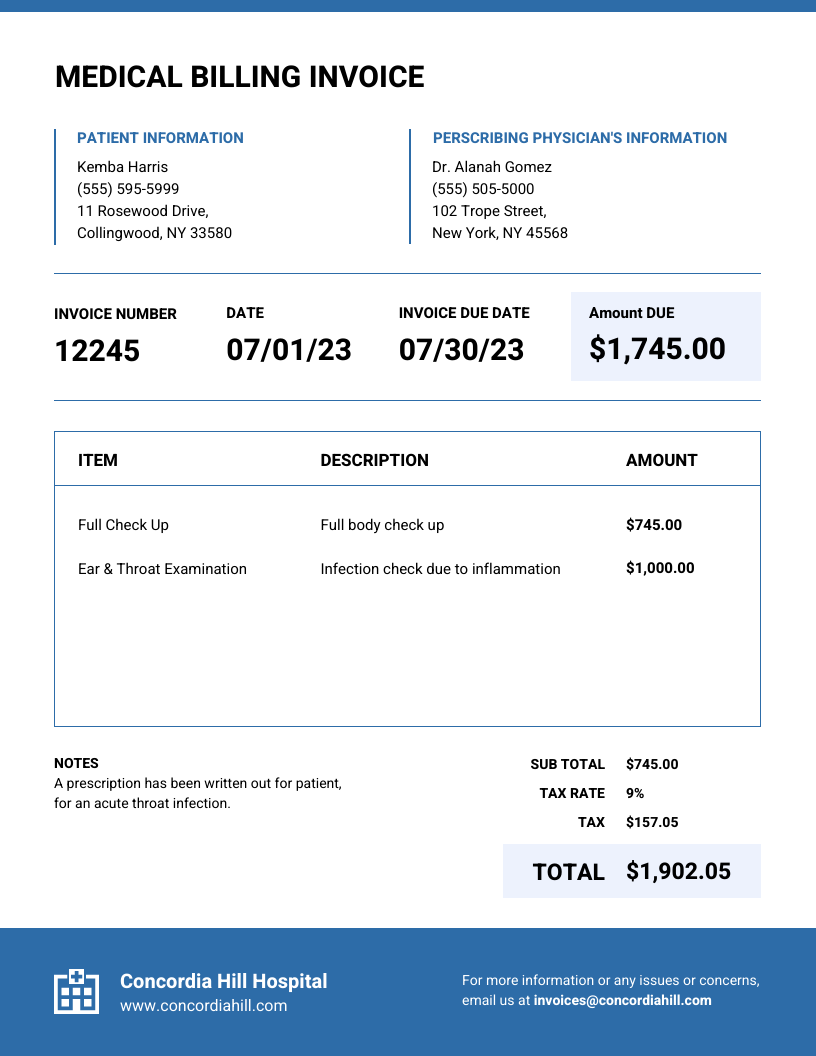 MEDICAL BILLING INVOICE
PATIENT INFORMATION
Kemba Harris
(555) 595-5999
11 Rosewood Drive,
Collingwood, NY 33580
PERSCRIBING PHYSICIAN'S INFORMATION
Dr. Alanah Gomez
(555) 505-5000
102 Trope Street,
New York, NY 45568
INVOICE NUMBER
12245
DATE
07/01/23
INVOICE DUE DATE
07/30/23
Amount DUE
$1,745.00
ITEM DESCRIPTION AMOUNT
Full Check Up Full body check up $745.00
Ear & Throat Examination Infection check due to inflammation $1,000.00
NOTES
A prescription has been written out for patient,
for an acute throat infection.
SUB TOTAL $745.00
TAX RATE 9%
TAX $157.05
TOTAL $1,902.05
Concordia Hill Hospital
www.concordiahill.com
For more information or any issues or concerns,
email us at invoices@concordiahill.com